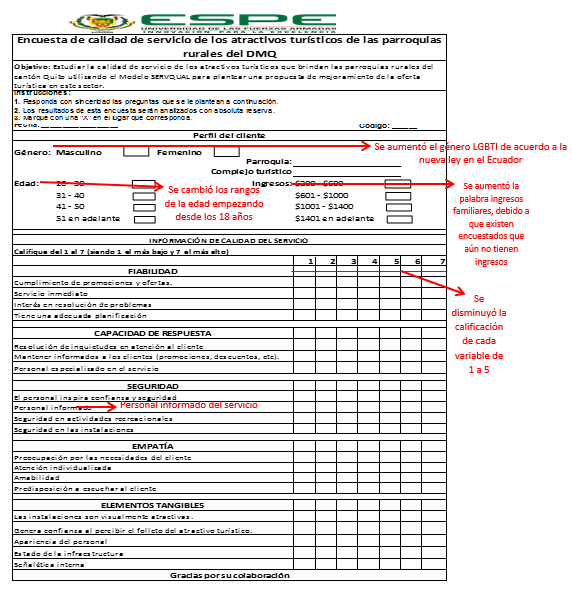 ESPE
UNIVERSIDAD DE LAS FUERZAS ARMADAS
INNOVACIÓN PARA LA EXCELENCIA
Encuesta de calidad de servicio de los atractivos turísticos de las parroquias
rurales del DMQ
Objetivo: Estudiar la calidad de servicio de los atractivos turísticos que brindan las parroquias rurales del
cantón Quito utilizando el Modelo SERVQUAL para plantear una propuesta de mejoramiento de la oferta
turística en este sector.
Instrucciones:
1. Responda con sinceridad las preguntas que se le plantean a continuación.
2. Los resultados de esta encuesta serán analizados con absoluta reserva.
3. Marque con una "X" en el lugar que corresponda.
Fecha: ____________________ Código: ______
Perfil del cliente
Género: Masculino Femenino
Se aumentó el género LGBTI de acuerdo a la
nueva ley en el Ecuador
Parroquia:
Complejo turístico
Edad: 20 - 30 Ingresos: $300 - $600
31 - 40 $601 - $1000
41 - 50 $1001 - $1400
51 en adelante $1401 en adelante
Se cambió los rangos
de la edad empezando
desde los 18 años
Se aumentó la
palabra ingresos
familiares, debido
a que existen
encuestados que
aún no tienen
ingresos
INFORMACIÓN DE CALIDAD DEL SERVICIO
Califique del 1 al 7 (siendo 1 el más bajo y 7 el más alto)
1 2 3 4 5 6 7
FIABILIDAD
Cumplimiento de promociones y ofertas.
Servicio inmediato
Interés en resolución de problemas
Tiene una adecuada planificación
Se
disminuyó la
calificación
de cada
variable de
1 a 5
CAPACIDAD DE RESPUESTA
Resolución de inquietudes en atención al cliente
Mantener informados a los clientes (promociones, descuentos, etc).
Personal especializado en el servicio
SEGURIDAD
El personal inspira confianza y seguridad
Personal informado
Personal informado del servicio
Seguridad en actividades recreacionales
Seguridad en las instalaciones
EMPATÍA
Preocupación por las necesidades del cliente
Atención individualizada
Amabilidad
Predisposición a escuchar al cliente
ELEMENTOS TANGIBLES
Las instalaciones son visualmente atractivas.
Genera confianza al percibir el folleto del atractivo turístico.
Apariencia del personal
Estado de la infraestructura
Señalética interna
Gracias por su colaboración